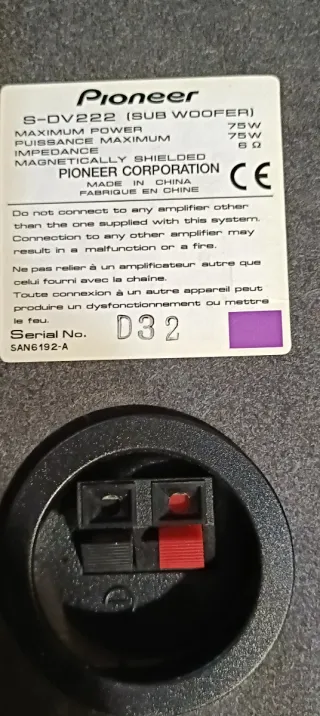 Pioneer
S-DV222 (SUB WOOFER)
MAXIMUM POWER 75W
PUISSANCE MAXIMUM 75W
IMPEDANCE 6 Ω
MAGNETICALLY SHIELDED
PIONEER CORPORATION CE
MADE IN CHINA
FABRIQUE EN CHINE
Do not connect to any amplifier other
than the one supplied with this system.
Connection to any other amplifier may
result in a malfunction or a fire.
Ne pas relier à un amplificateur autre que
celui fourni avec la chaîne.
Toute connexion à un autre appareil peut
produire un dysfonctionnement ou mettre
le feu.
Serial No. D32
SAN6192-A